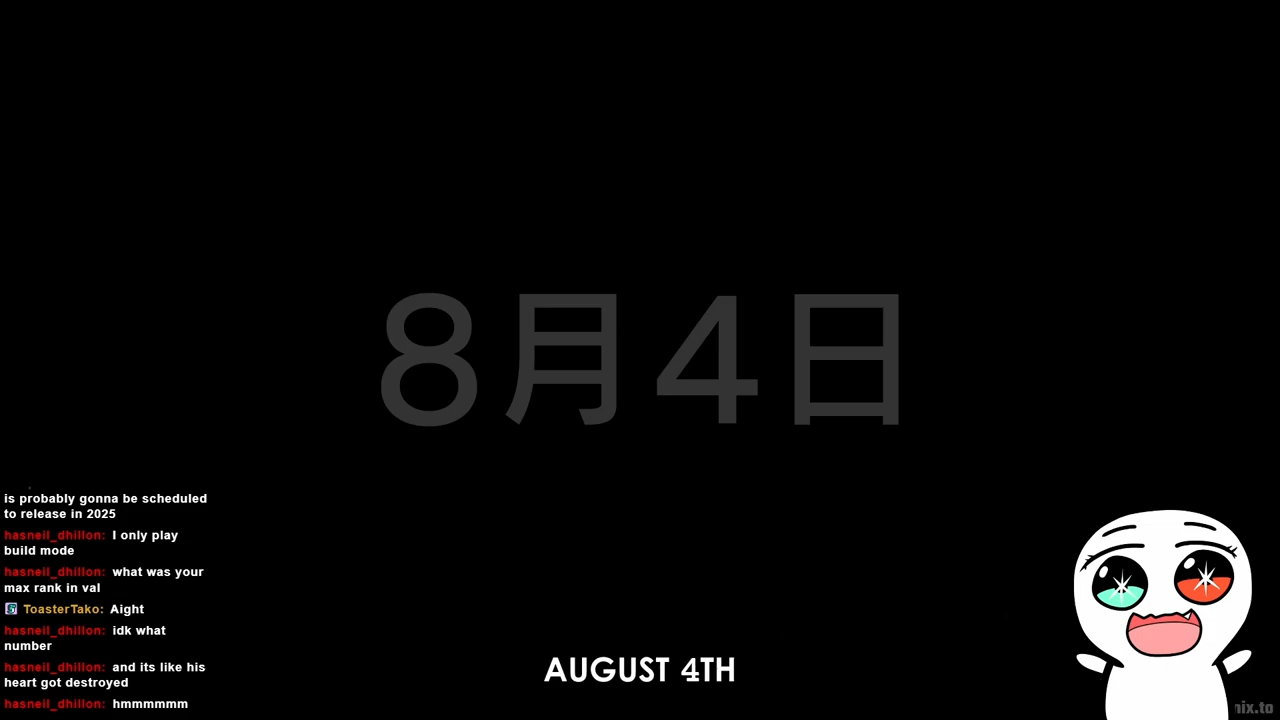 8月4日
is probably gonna be scheduled
to release in 2025
hasneil_dhillon: I only play
build mode
hasneil_dhillon: what was your
max rank in val
ToasterTako: Aight
hasneil_dhillon: idk what
number
hasneil_dhillon: and its like his
heart got destroyed
hasneil_dhillon: hmmmmmm
AUGUST 4TH
nix.to